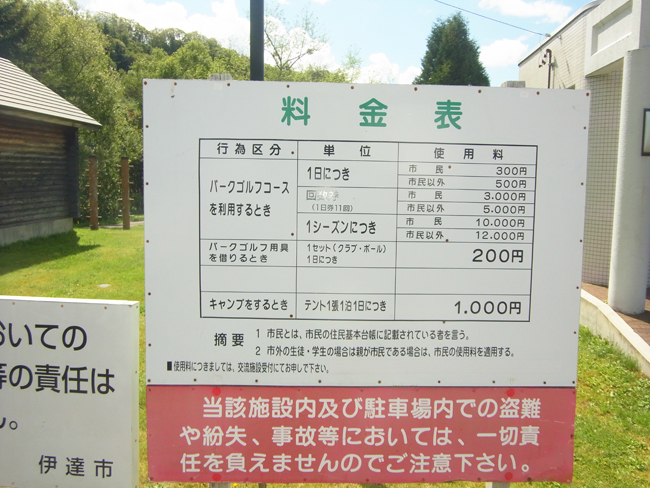 料金表
行為区分 単位 使用料
パークゴルフコースを利用するとき
1日につき
市民 300円
市民以外 500円
回数券
(1日券11回)
市民 3.000円
市民以外 5.000円
1シーズンにつき
市民 10.000円
市民以外 12.000円
パークゴルフ用具を借りるとき
1セット(クラブ・ボール)
1日につき
200円
キャンプをするとき テント1張1泊1日につき 1.000円
摘要 1 市民とは、市民の住民基本台帳に記載されている者を言う。
2 市外の生徒・学生の場合は親が市民である場合は、市民の使用料を適用する。
■使用料につきましては、交流施設受付にてお申し下さい。
当該施設内及び駐車場内での盗難
や紛失、事故等においては、一切責
任を負えませんのでご注意下さい。
おいての
等の責任は
ん。
伊達市